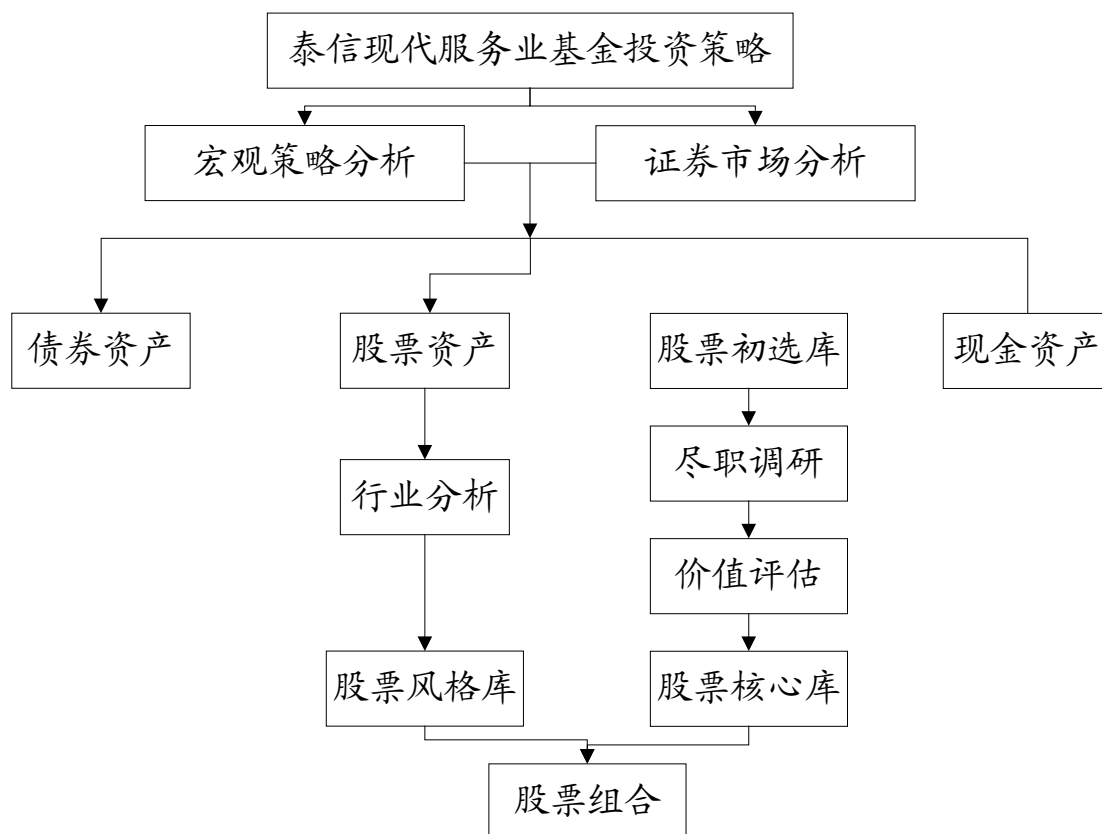 泰信现代服务业基金投资策略
宏观策略分析
证券市场分析
债券资产
股票资产
股票初选库
现金资产
尽职调研
行业分析
价值评估
股票风格库
股票核心库
股票组合